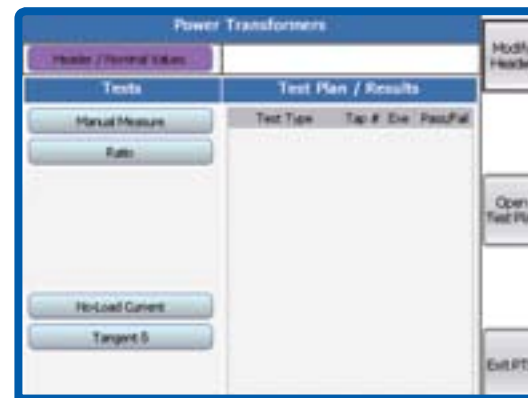 Power Transformers
Header / Nominal Values
Modify
Header
Tests
Test Plan / Results
Manual Measure
Test Type Tap # Exe Pass/Fail
Ratio
Open
Test Pla
No-Load Current
Tangent δ
Exit PT